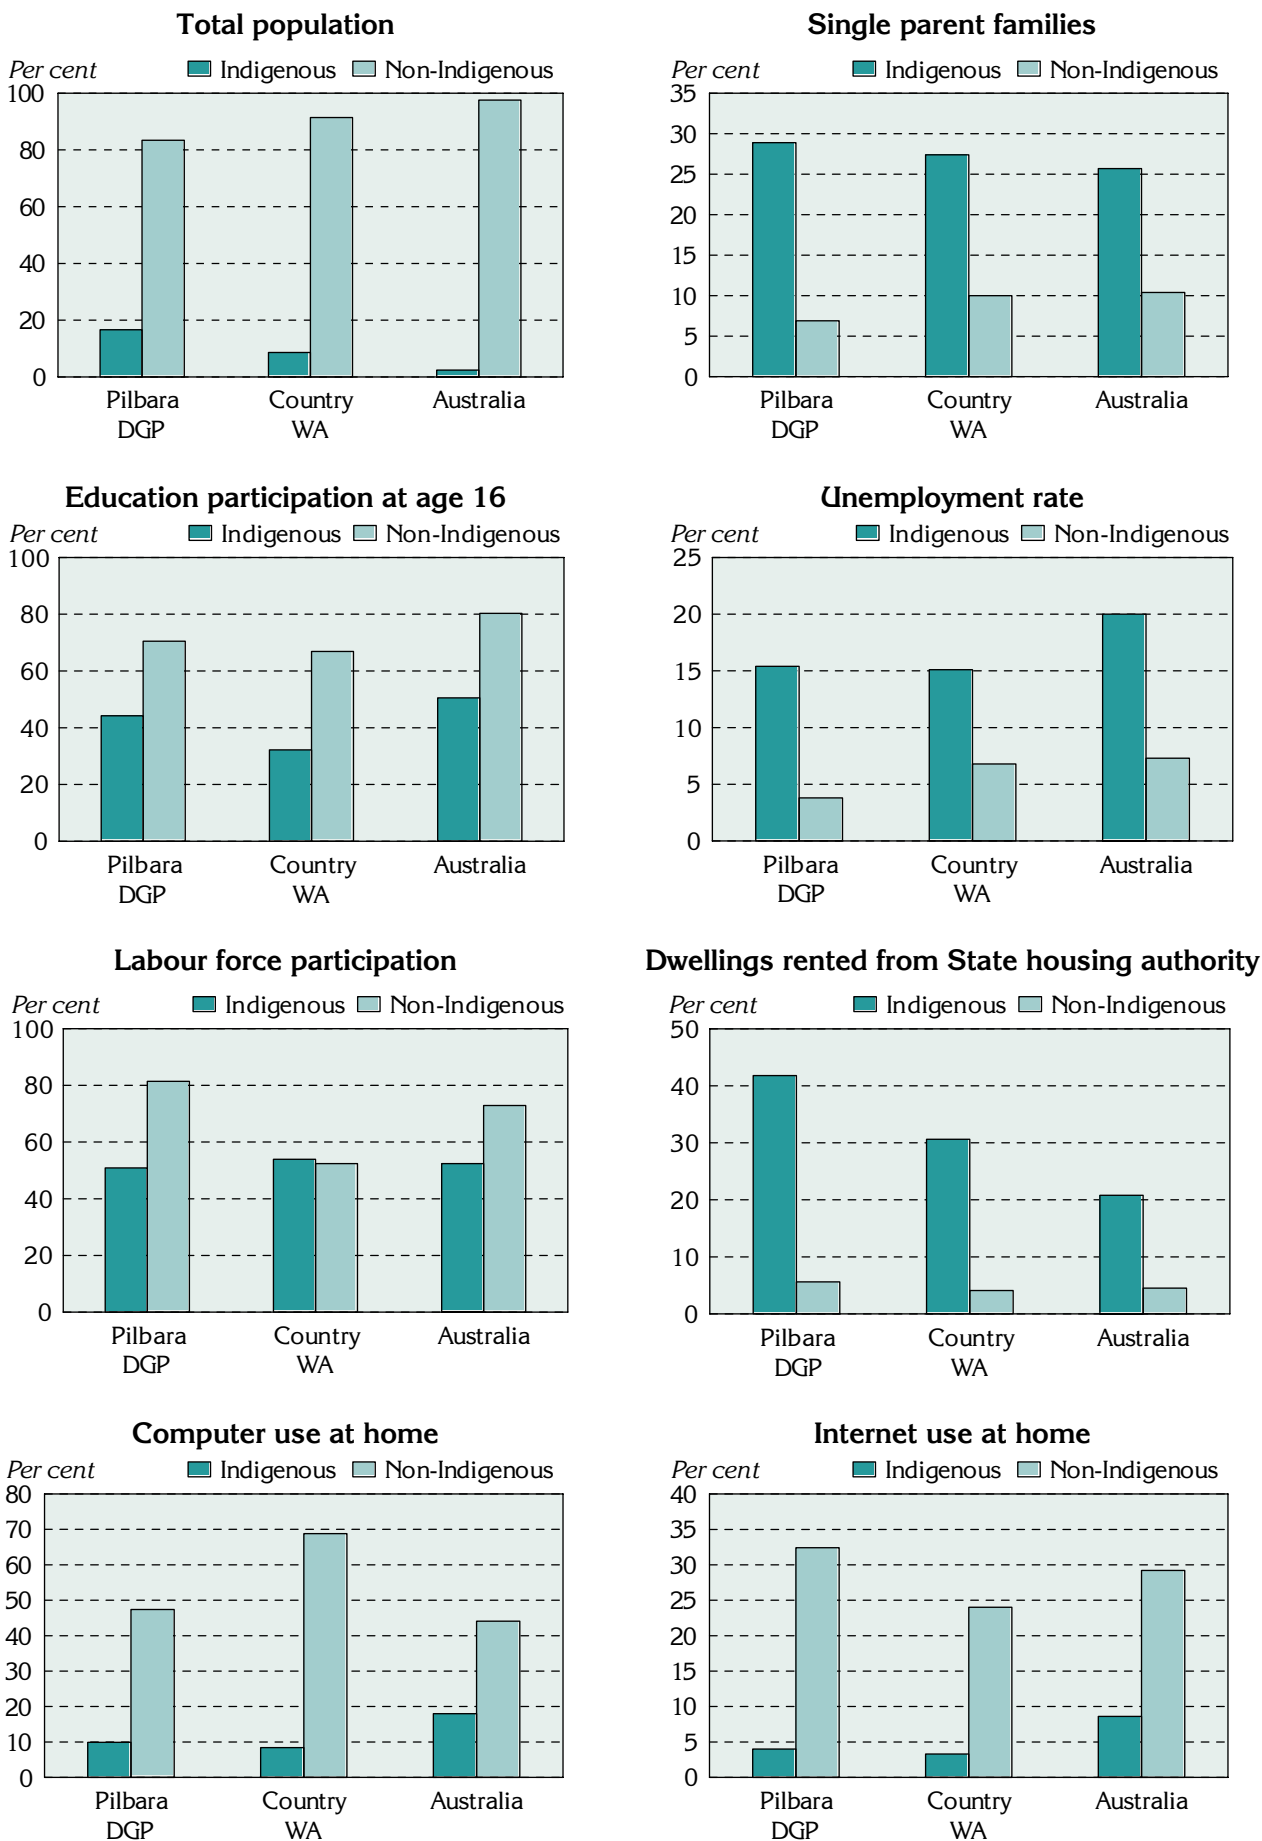 Total population
Per cent Indigenous Non-Indigenous
100
80
60
40
20
0
Pilbara DGP
Country WA
Australia
Single parent families
Per cent Indigenous Non-Indigenous
35
30
25
20
15
10
5
0
Pilbara DGP
Country WA
Australia
Education participation at age 16
Per cent Indigenous Non-Indigenous
100
80
60
40
20
0
Pilbara DGP
Country WA
Australia
Unemployment rate
Per cent Indigenous Non-Indigenous
25
20
15
10
5
0
Pilbara DGP
Country WA
Australia
Labour force participation
Per cent Indigenous Non-Indigenous
100
80
60
40
20
0
Pilbara DGP
Country WA
Australia
Dwellings rented from State housing authority
Per cent Indigenous Non-Indigenous
50
40
30
20
10
0
Pilbara DGP
Country WA
Australia
Computer use at home
Per cent Indigenous Non-Indigenous
80
70
60
50
40
30
20
10
0
Pilbara DGP
Country WA
Australia
Internet use at home
Per cent Indigenous Non-Indigenous
40
35
30
25
20
15
10
5
0
Pilbara DGP
Country WA
Australia